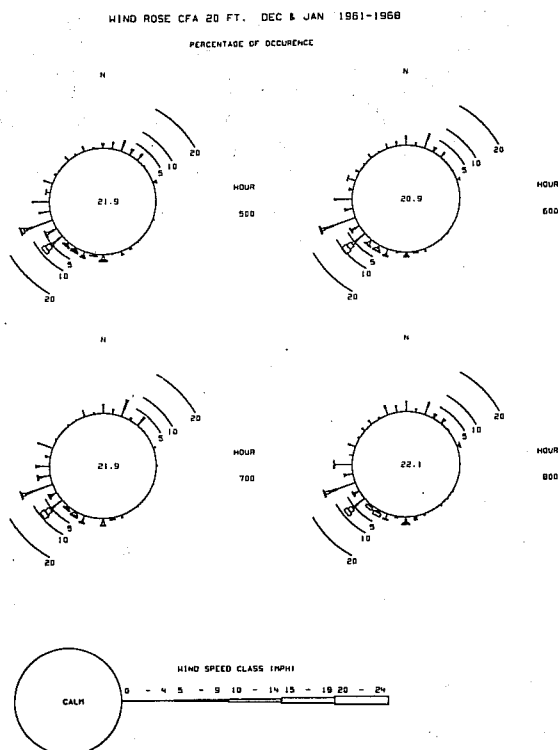 WIND ROSE CFA 20 FT. DEC & JAN 1961-1968
PERCENTAGE OF OCCURENCE
N
N
20
20
10
10
5
5
21.9
20.9
HOUR
HOUR
500
600
5
5
10
10
20
20
N
N
20
20
10
10
5
5
21.9
22.1
HOUR
HOUR
700
800
5
5
10
10
20
20
WIND SPEED CLASS (MPH)
0 - 4 5 - 9 10 - 14 15 - 19 20 - 24
CALM